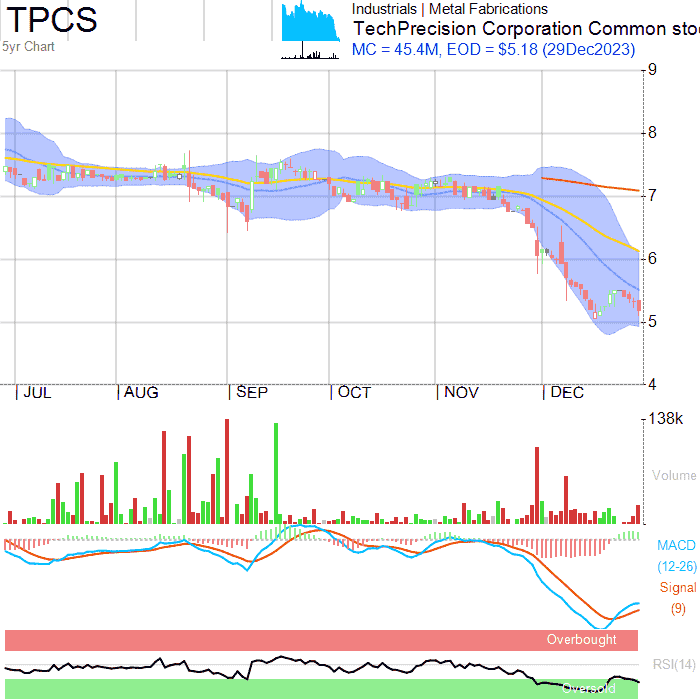 TPCS
5yr Chart
Industrials | Metal Fabrications
TechPrecision Corporation Common sto
MC = 45.4M, EOD = $5.18 (29Dec2023)
9
8
7
6
5
4
JUL
AUG
SEP
OCT
NOV
DEC
138k
Volume
MACD
(12-26)
Signal
(9)
Overbought
RSI(14)
Oversold